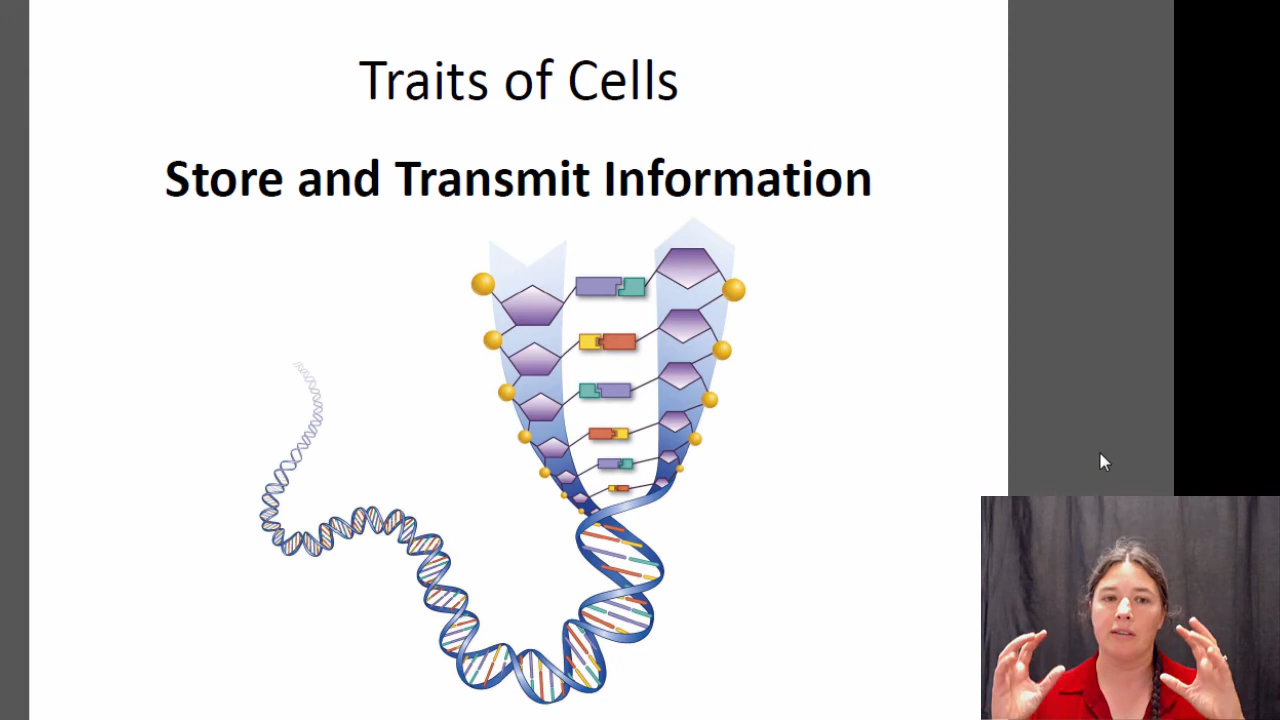 Traits of Cells
Store and Transmit Information